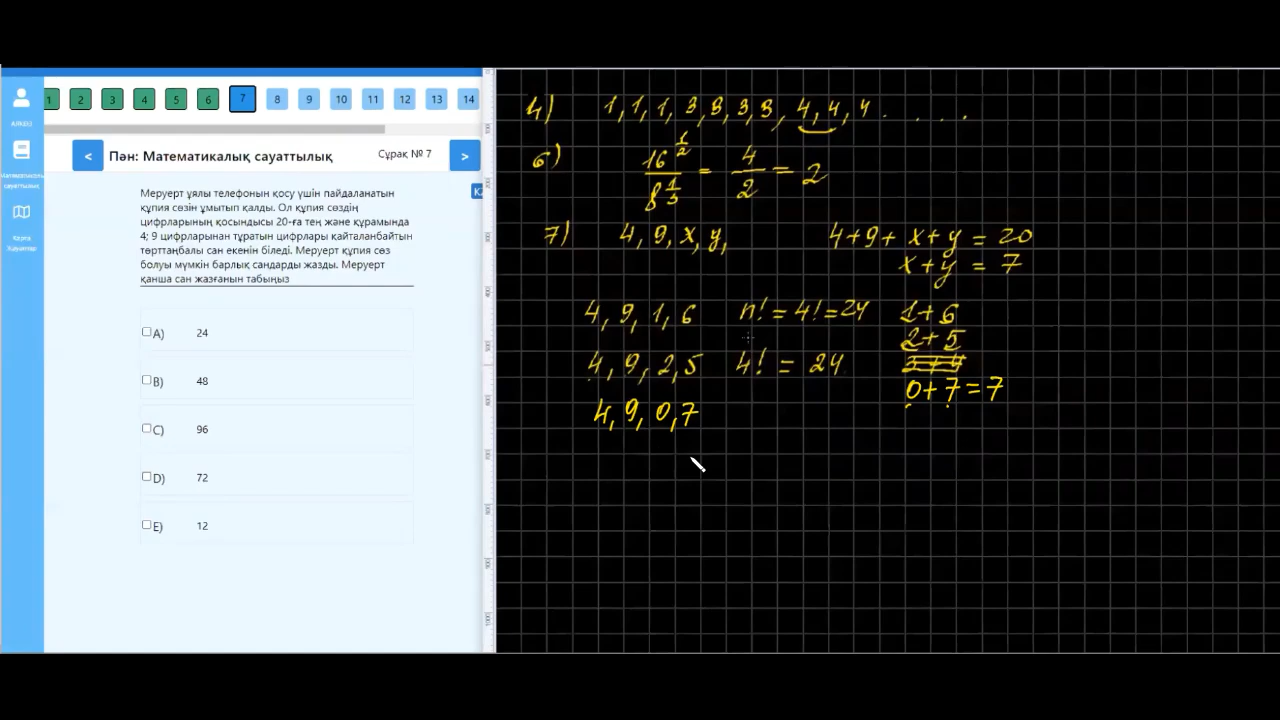 1 2 3 4 5 6 7 8 9 10 11 12 13 14
< Пән: Математикалық сауаттылық Сұрақ № 7 >
Меруерт ұялы телефонын қосу үшін пайдаланатын
құпия сөзін ұмытып қалды. Ол құпия сөздің
цифрларының қосындысы 20-ға тең және құрамында
4; 9 цифрларынан тұратын цифрлары қайталанбайтын
төрттаңбалы сан екенін біледі. Меруерт құпия сөз
болуы мүмкін барлық сандарды жазды. Меруерт
қанша сан жазғанын табыңыз
A) 24
B) 48
C) 96
D) 72
E) 12
4) 1, 1, 1, 3, 3, 3, 3, 4, 4, 4 . . . . .
6) 16^(1/2) / 8^(1/3) = 4/2 = 2
7) 4, 9, x, y, 4+9+ x+y = 20
x+y = 7
4, 9, 1, 6 n! = 4! = 24 1+6
2+5
4, 9, 2, 5 4! = 24
0+7=7
4, 9, 0, 7